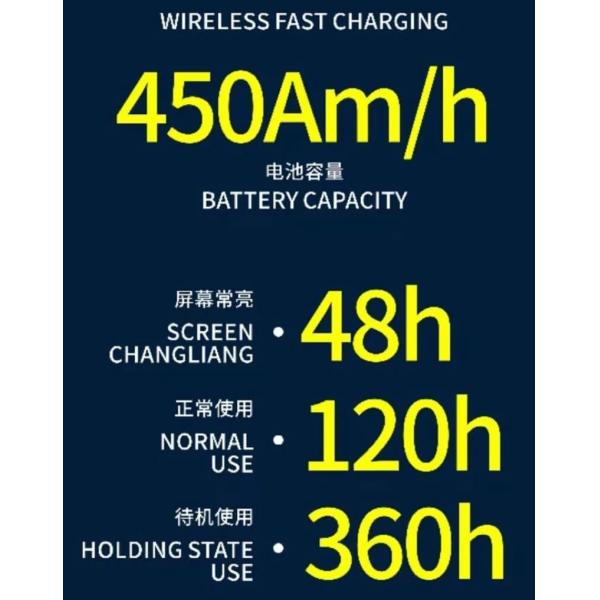 WIRELESS FAST CHARGING
450Am/h
电池容量
BATTERY CAPACITY
屏幕常亮
SCREEN
CHANGLIANG
• 48h
正常使用
NORMAL
USE
• 120h
待机使用
HOLDING STATE
USE
• 360h